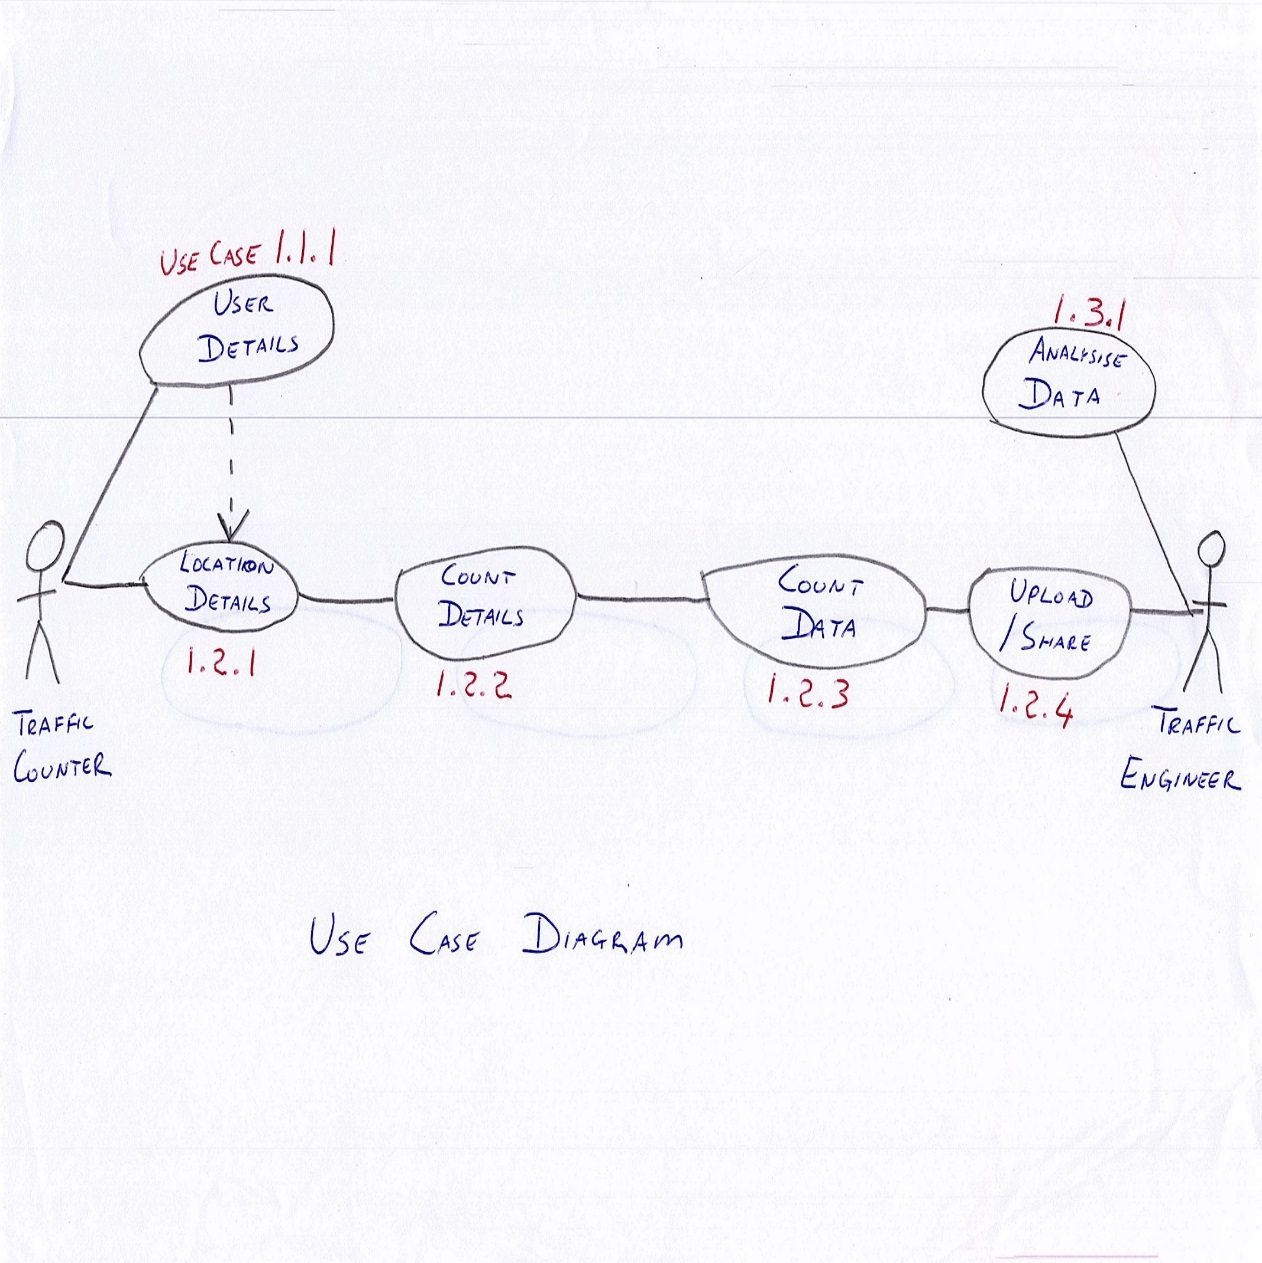 Use Case 1.1.1
User
Details
1.3.1
Analysise
Data
Location
Details
1.2.1
Count
Details
1.2.2
Count
Data
1.2.3
Upload
/Share
1.2.4
Traffic
Counter
Traffic
Engineer
Use Case Diagram